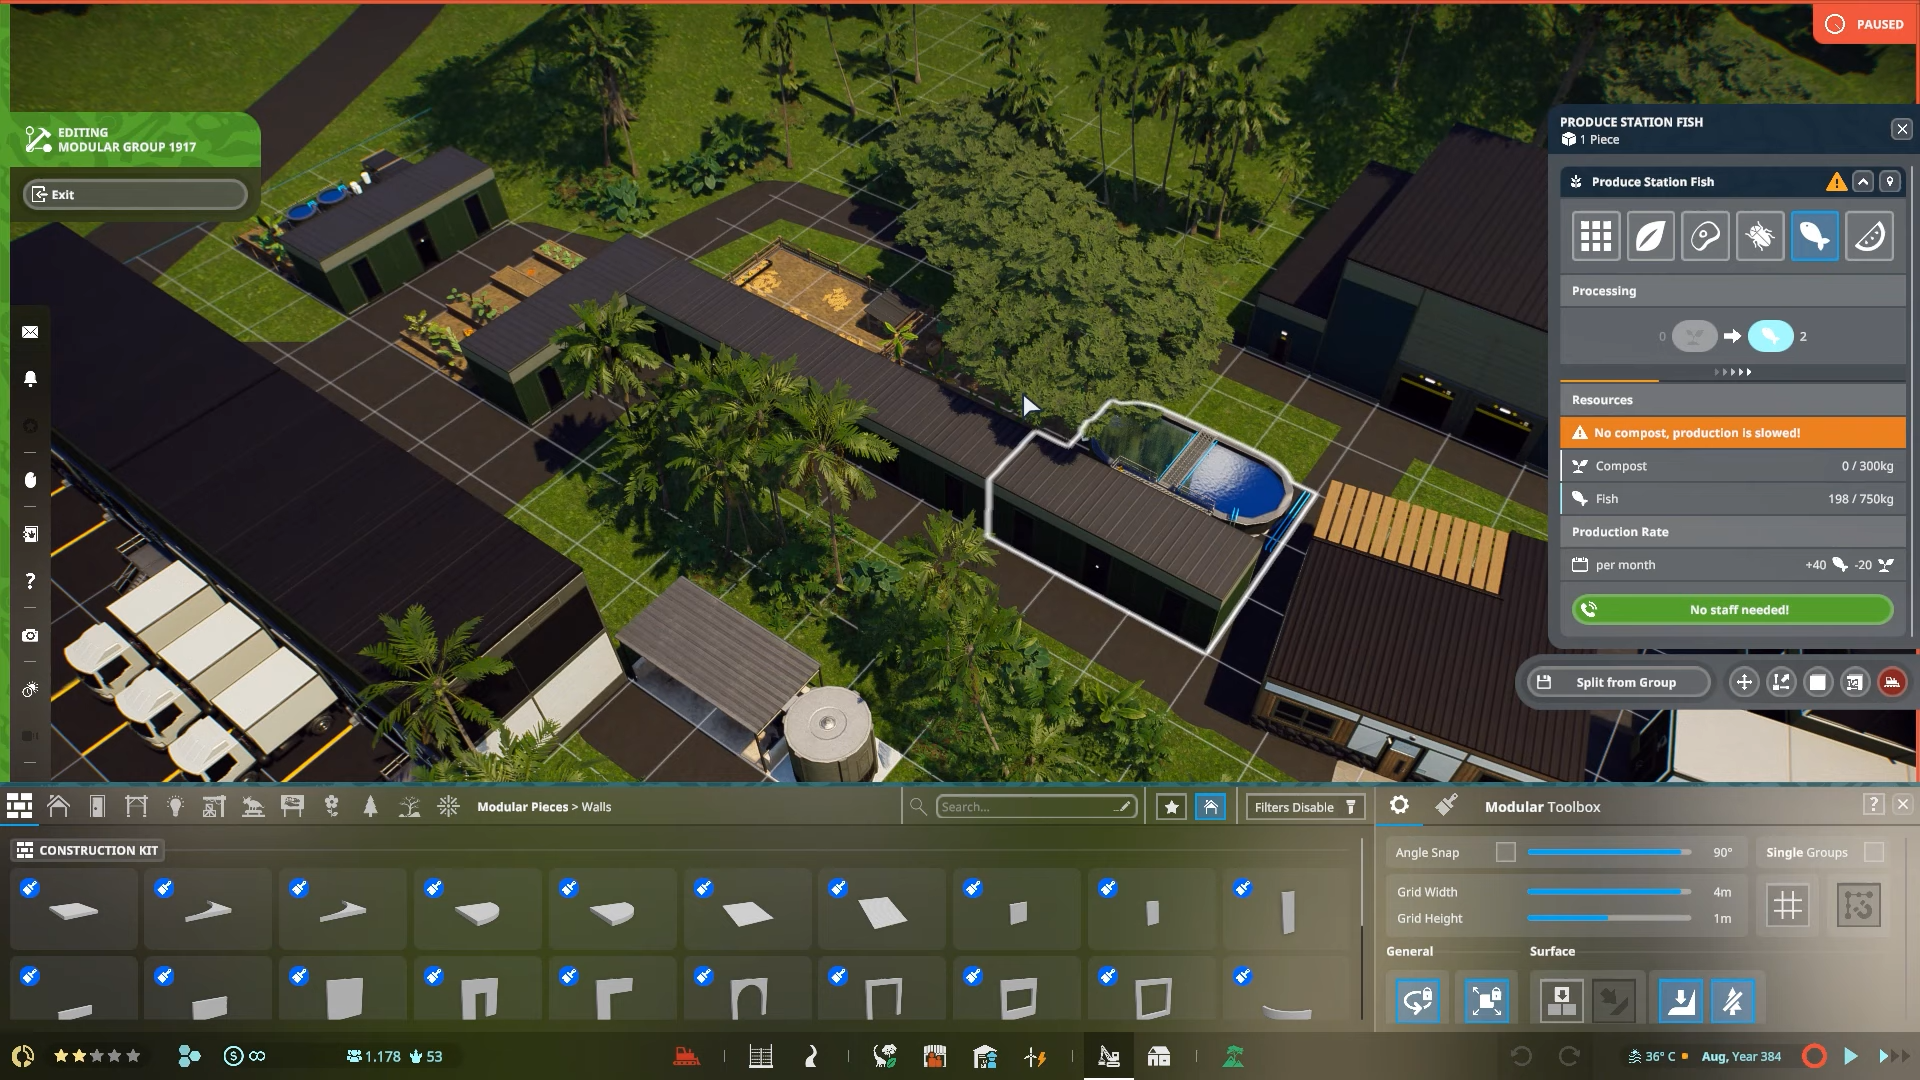 PAUSED
EDITING
MODULAR GROUP 1917
Exit
PRODUCE STATION FISH
1 Piece
Produce Station Fish
Processing
0 2
Resources
No compost, production is slowed!
Compost 0 / 300kg
Fish 198 / 750kg
Production Rate
per month +40 -20
No staff needed!
Split from Group
Modular Pieces > Walls
Search...
Filters Disable
Modular Toolbox
?
CONSTRUCTION KIT
Angle Snap 90° Single Groups
Grid Width 4m
Grid Height 1m
General Surface
1.178 53
36° C Aug, Year 384